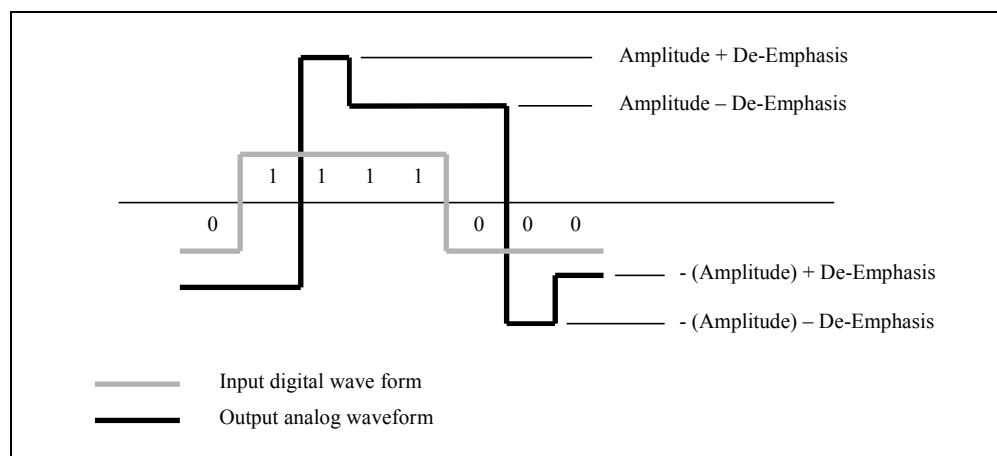 Amplitude + De-Emphasis
Amplitude – De-Emphasis
1 1 1 1
0 0 0 0
- (Amplitude) + De-Emphasis
- (Amplitude) – De-Emphasis
Input digital wave form
Output analog waveform